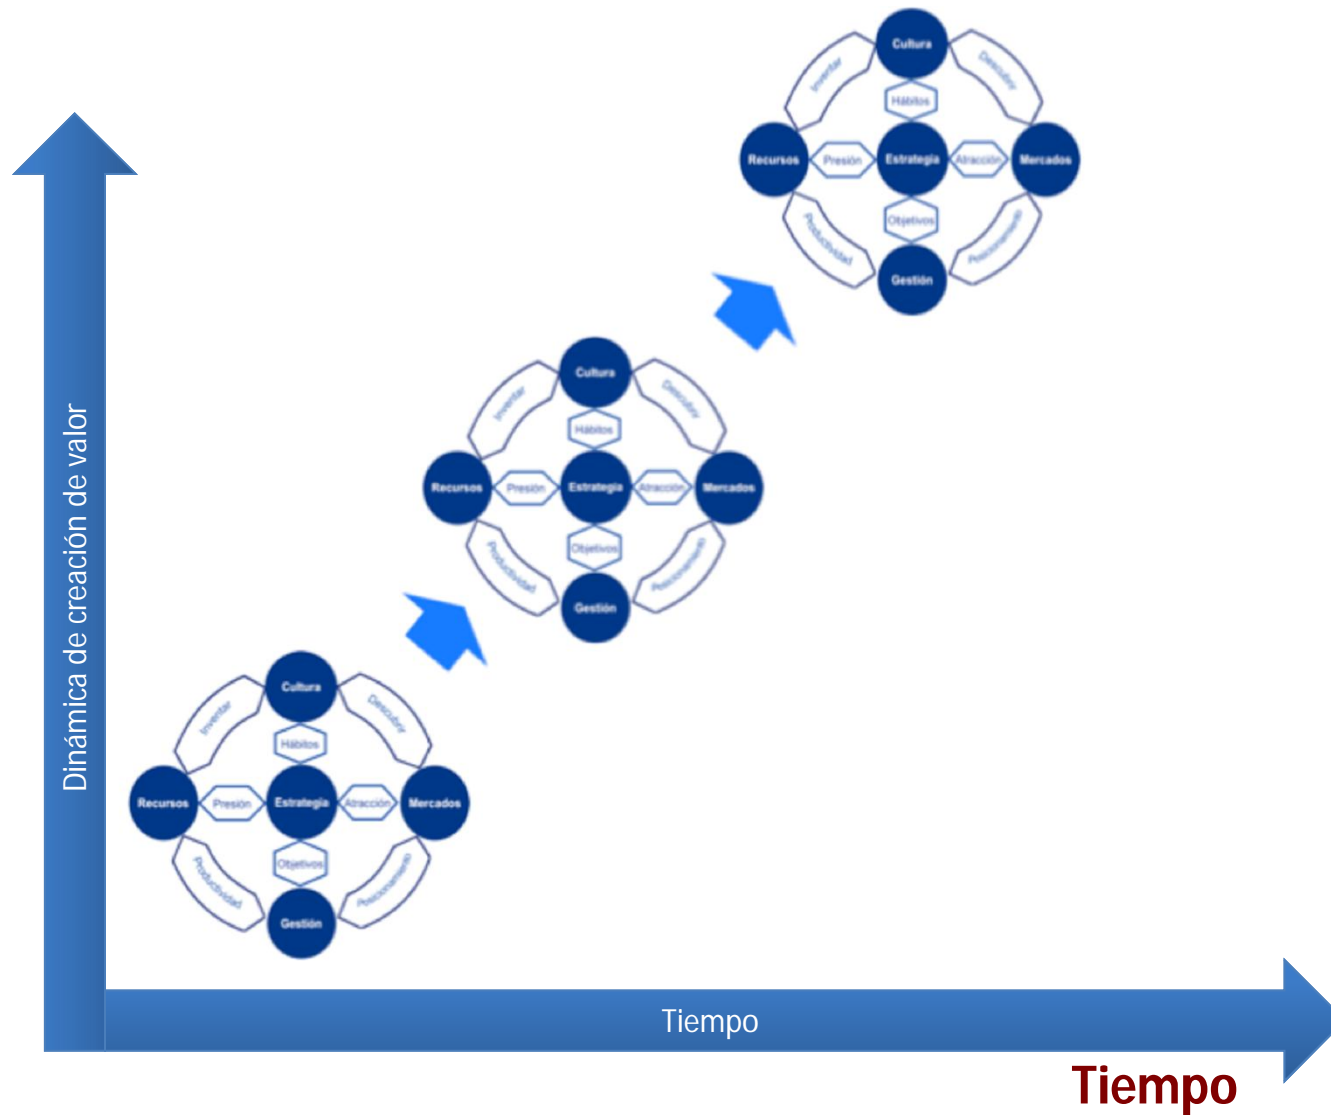 Cultura
Inventar
Descubrir
Hábitos
Recursos
Presión
Estrategia
Atracción
Mercados
Objetivos
Productividad
Posicionamiento
Gestión
Cultura
Inventar
Descubrir
Hábitos
Recursos
Presión
Estrategia
Atracción
Mercados
Objetivos
Productividad
Posicionamiento
Gestión
Dinámica de creación de valor
Cultura
Inventar
Descubrir
Hábitos
Recursos
Presión
Estrategia
Atracción
Mercados
Objetivos
Productividad
Posicionamiento
Gestión
Tiempo
Tiempo